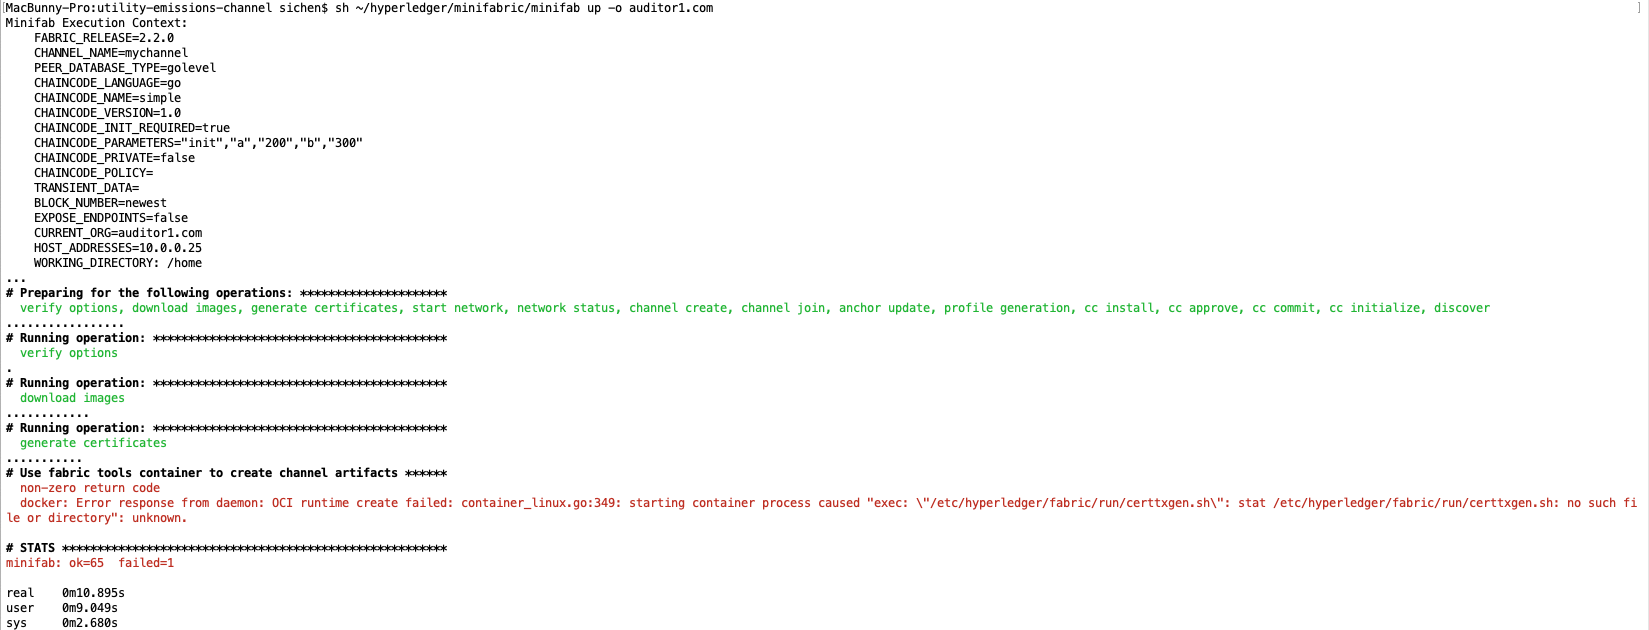 [MacBunny-Pro:utility-emissions-channel sichen$ sh ~/hyperledger/minifabric/minifab up -o auditor1.com ]
Minifab Execution Context:
    FABRIC_RELEASE=2.2.0
    CHANNEL_NAME=mychannel
    PEER_DATABASE_TYPE=golevel
    CHAINCODE_LANGUAGE=go
    CHAINCODE_NAME=simple
    CHAINCODE_VERSION=1.0
    CHAINCODE_INIT_REQUIRED=true
    CHAINCODE_PARAMETERS="init","a","200","b","300"
    CHAINCODE_PRIVATE=false
    CHAINCODE_POLICY=
    TRANSIENT_DATA=
    BLOCK_NUMBER=newest
    EXPOSE_ENDPOINTS=false
    CURRENT_ORG=auditor1.com
    HOST_ADDRESSES=10.0.0.25
    WORKING_DIRECTORY: /home
...
# Preparing for the following operations: *********************
  verify options, download images, generate certificates, start network, network status, channel create, channel join, anchor update, profile generation, cc install, cc approve, cc commit, cc initialize, discover
.................
# Running operation: ******************************************
  verify options
.
# Running operation: ******************************************
  download images
............
# Running operation: ******************************************
  generate certificates
...........
# Use fabric tools container to create channel artifacts ******
  non-zero return code
  docker: Error response from daemon: OCI runtime create failed: container_linux.go:349: starting container process caused "exec: \"/etc/hyperledger/fabric/run/certtxgen.sh\": stat /etc/hyperledger/fabric/run/certtxgen.sh: no such fi
le or directory": unknown.
# STATS *******************************************************
minifab: ok=65  failed=1
real    0m10.895s
user    0m9.049s
sys     0m2.680s